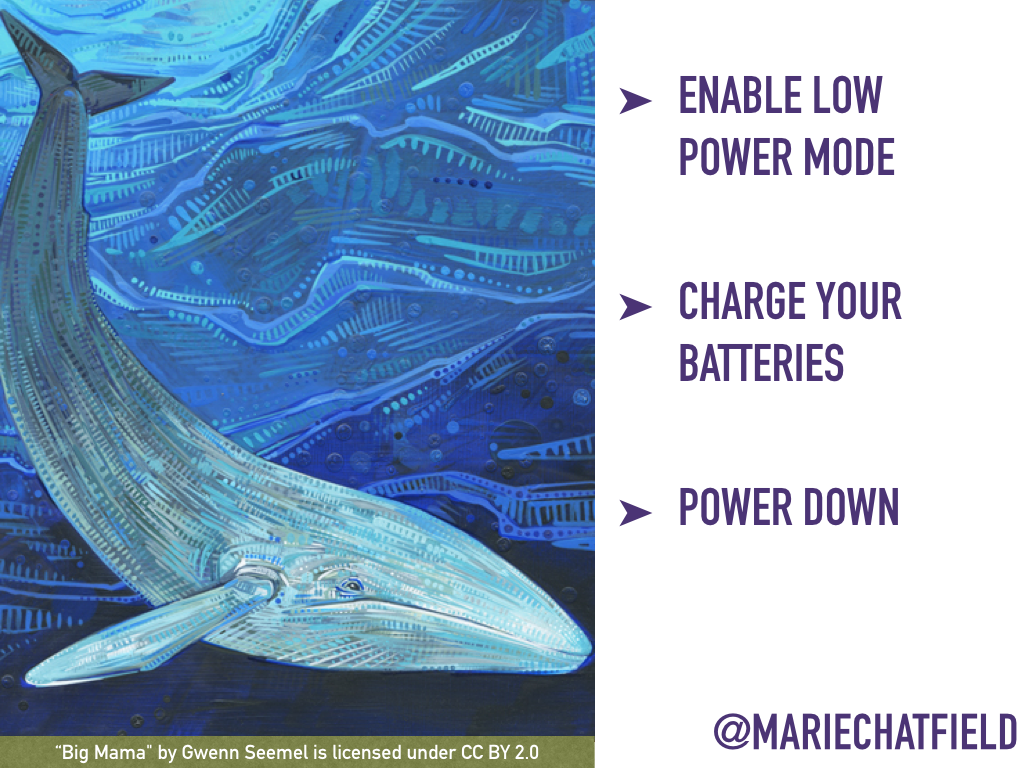 ➤ ENABLE LOW
POWER MODE
➤ CHARGE YOUR
BATTERIES
➤ POWER DOWN
@MARIECHATFIELD
“Big Mama" by Gwenn Seemel is licensed under CC BY 2.0